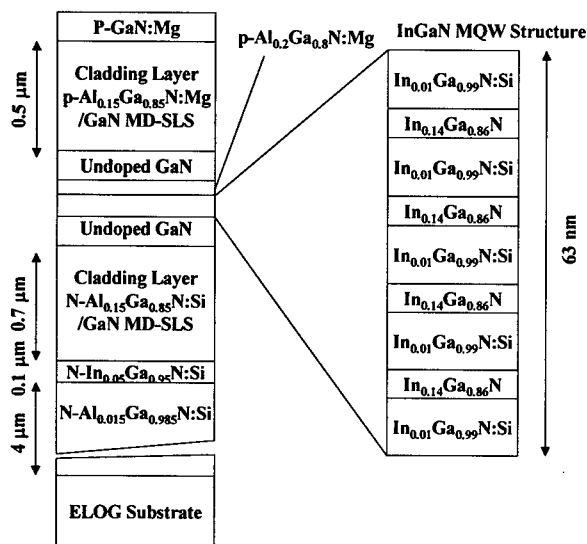 P-GaN:Mg
Cladding Layer
p-Al0.15Ga0.85N:Mg
/GaN MD-SLS
Undoped GaN
Undoped GaN
Cladding Layer
N-Al0.15Ga0.85N:Si
/GaN MD-SLS
N-In0.05Ga0.95N:Si
N-Al0.015Ga0.985N:Si
ELOG Substrate
0.5 μm
0.7 μm
0.1 μm
4 μm
p-Al0.2Ga0.8N:Mg
InGaN MQW Structure
In0.01Ga0.99N:Si
In0.14Ga0.86N
In0.01Ga0.99N:Si
In0.14Ga0.86N
In0.01Ga0.99N:Si
In0.14Ga0.86N
In0.01Ga0.99N:Si
In0.14Ga0.86N
In0.01Ga0.99N:Si
63 nm